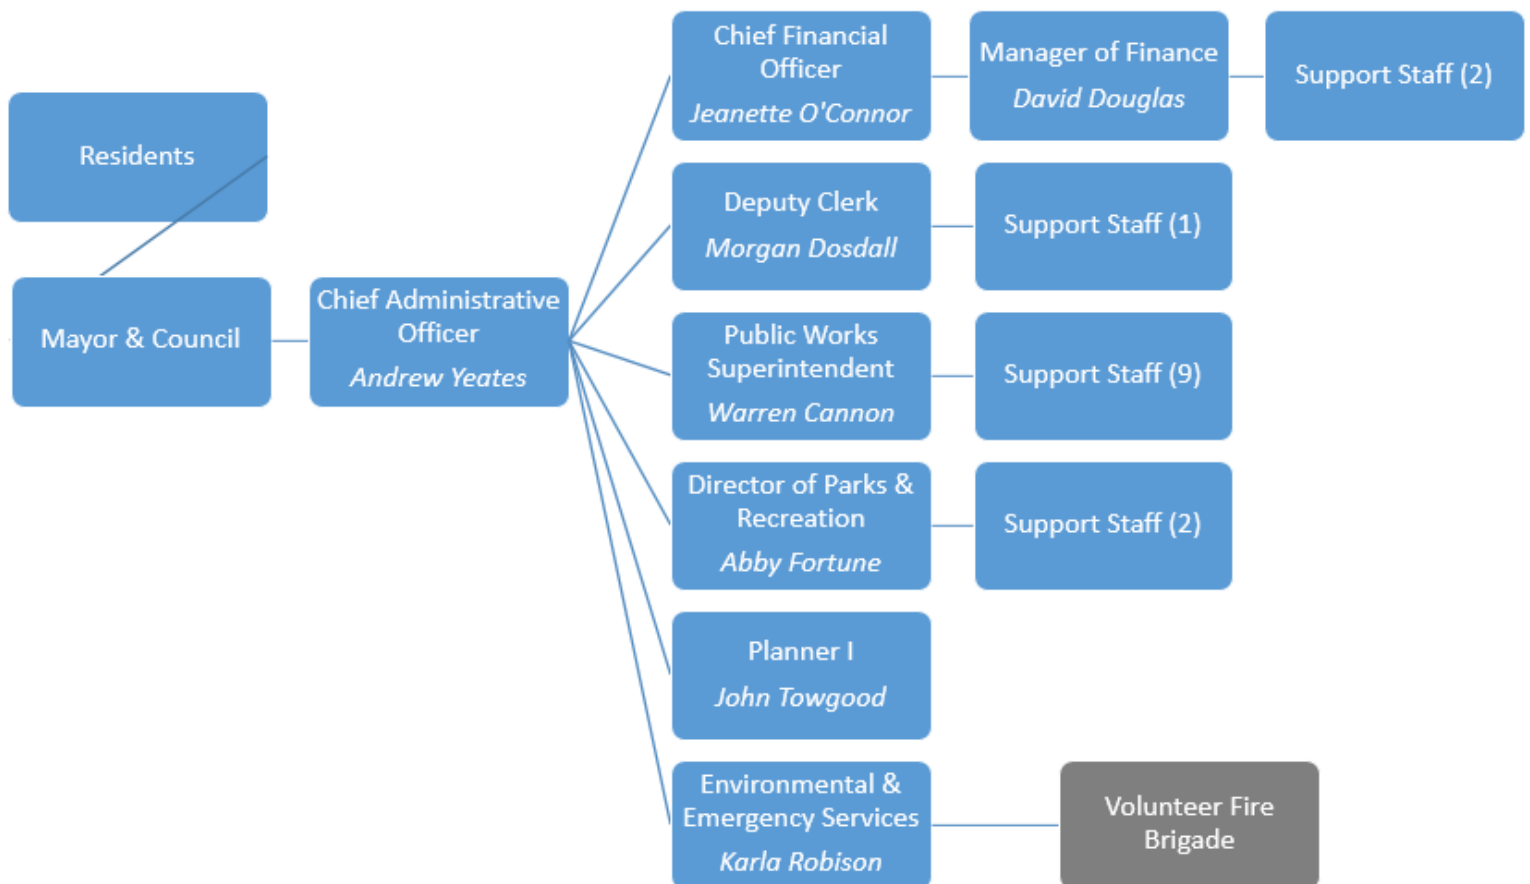 Residents
Mayor & Council
Chief Administrative
Officer
Andrew Yeates
Chief Financial
Officer
Jeanette O'Connor
Manager of Finance
David Douglas
Support Staff (2)
Deputy Clerk
Morgan Dosdall
Support Staff (1)
Public Works
Superintendent
Warren Cannon
Support Staff (9)
Director of Parks &
Recreation
Abby Fortune
Support Staff (2)
Planner I
John Towgood
Environmental &
Emergency Services
Karla Robison
Volunteer Fire
Brigade